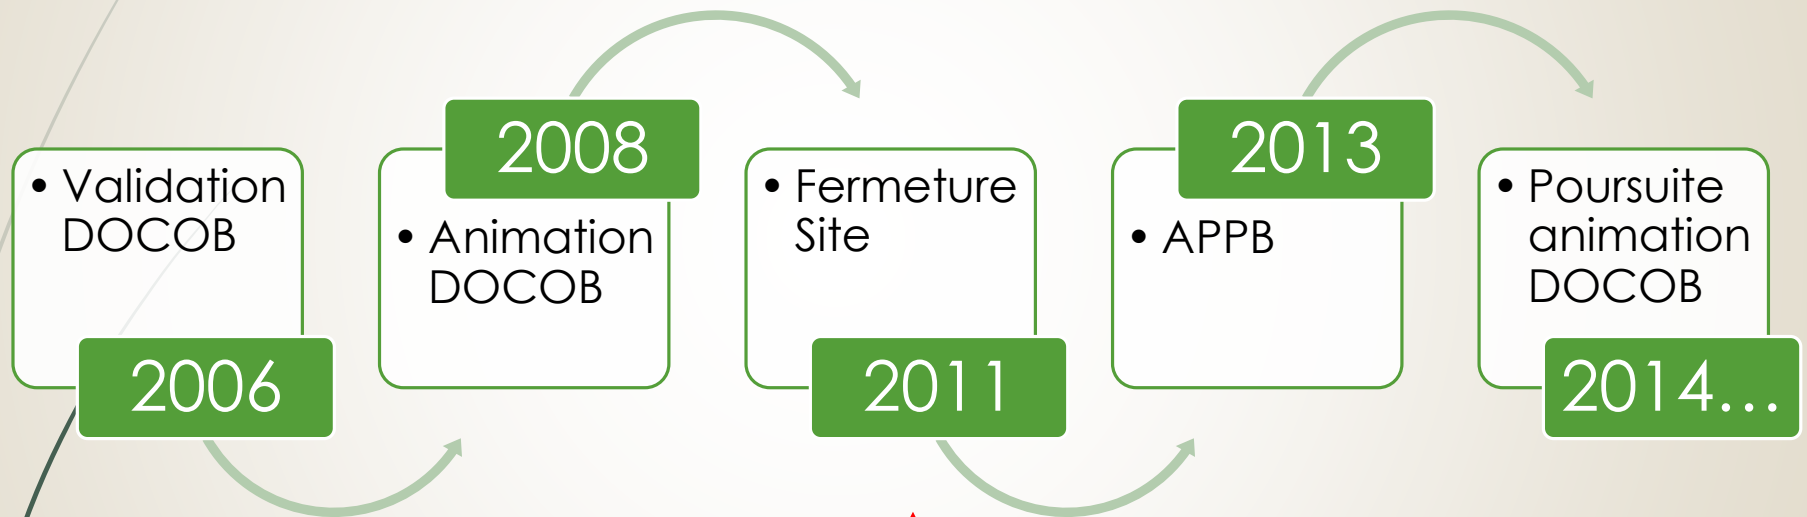 • Validation
DOCOB
2006
2008
• Animation
DOCOB
• Fermeture
Site
2011
2013
• APPB
• Poursuite
animation
DOCOB
2014...